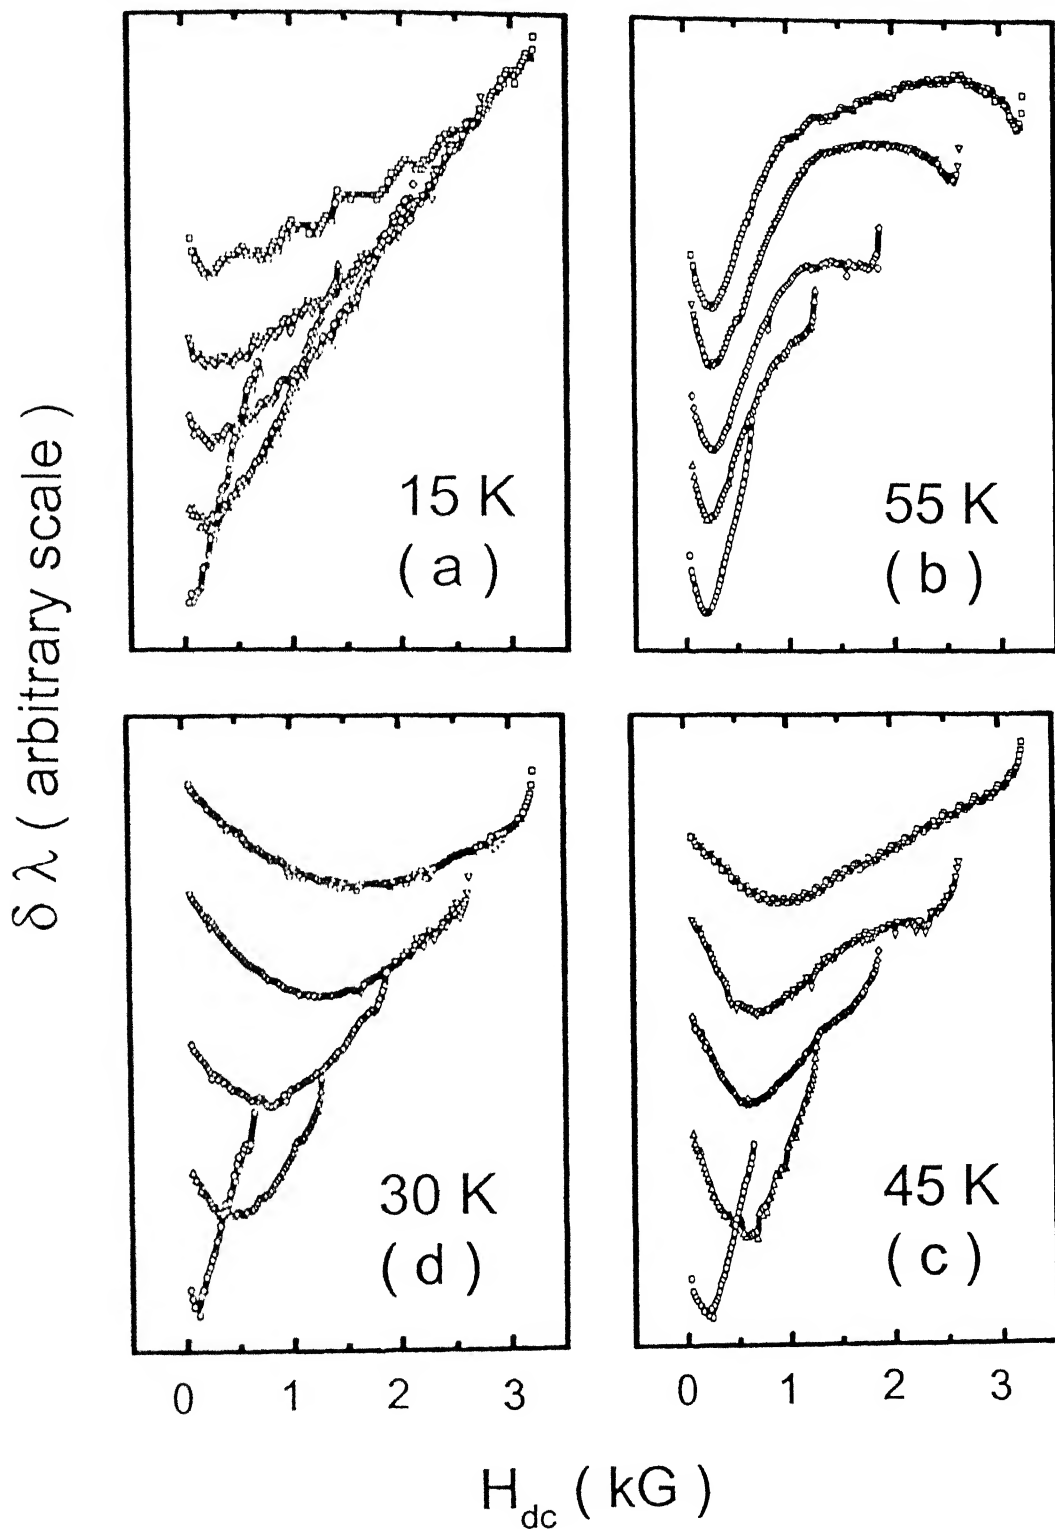 δ λ ( arbitrary scale )
15 K
( a )
55 K
( b )
30 K
( d )
45 K
( c )
0 1 2 3
0 1 2 3
H_dc ( kG )